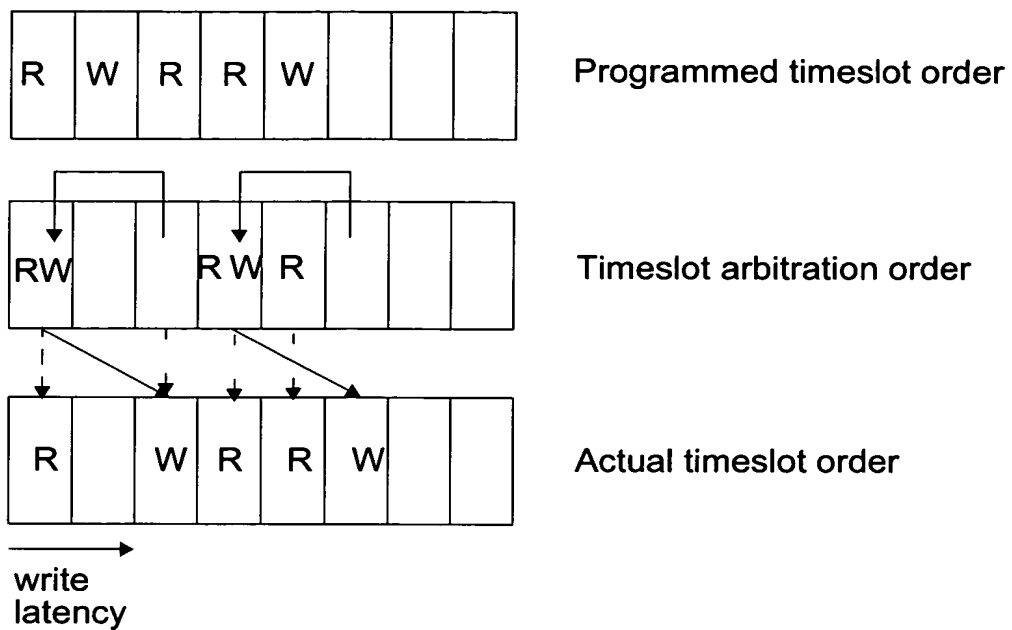 R W R R W Programmed timeslot order
RW R W R Timeslot arbitration order
R W R R W Actual timeslot order
write
latency